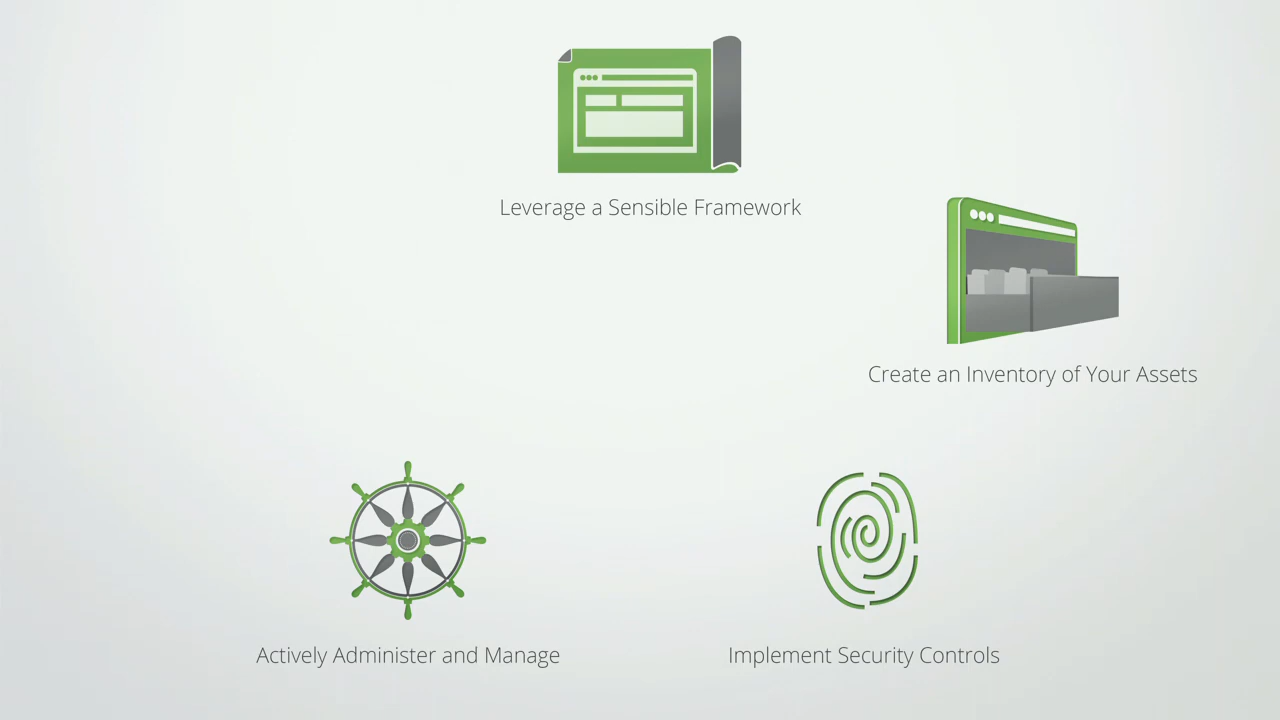 Leverage a Sensible Framework
Create an Inventory of Your Assets
Actively Administer and Manage
Implement Security Controls